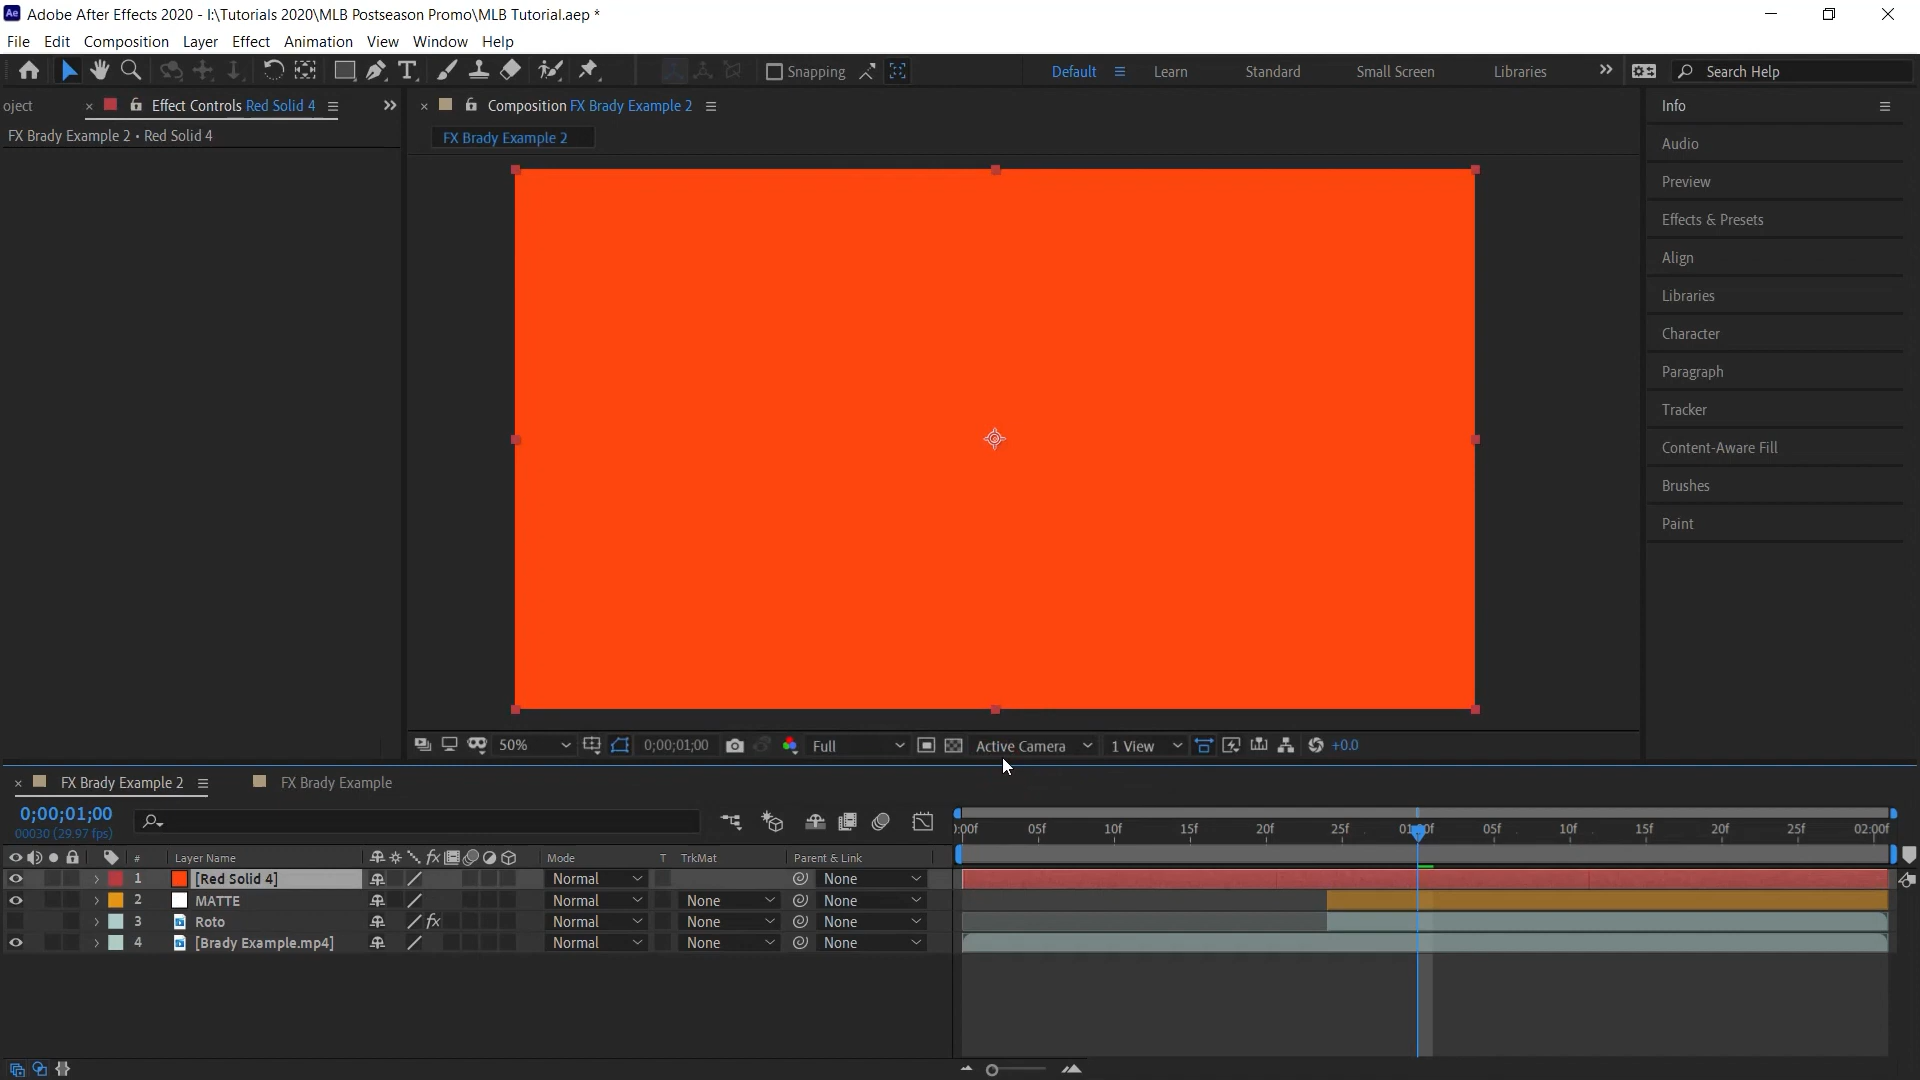 Ae Adobe After Effects 2020 - I:\Tutorials 2020\MLB Postseason Promo\MLB Tutorial.aep *
File Edit Composition Layer Effect Animation View Window Help
Snapping Default Learn Standard Small Screen Libraries Search Help
oject × Effect Controls Red Solid 4 × Composition FX Brady Example 2 Info
FX Brady Example 2 • Red Solid 4
FX Brady Example 2
Audio
Preview
Effects & Presets
Align
Libraries
Character
Paragraph
Tracker
Content-Aware Fill
Brushes
Paint
50% 0;00;01;00 Full Active Camera 1 View +0.0
× FX Brady Example 2 FX Brady Example
0;00;01;00
00030 (29.97 fps)
:00f 05f 10f 15f 20f 25f 01:00f 05f 10f 15f 20f 25f 02:00f
# Layer Name fx Mode T TrkMat Parent & Link
1 [Red Solid 4] Normal None
2 MATTE Normal None None
3 Roto fx Normal None None
4 [Brady Example.mp4] Normal None None